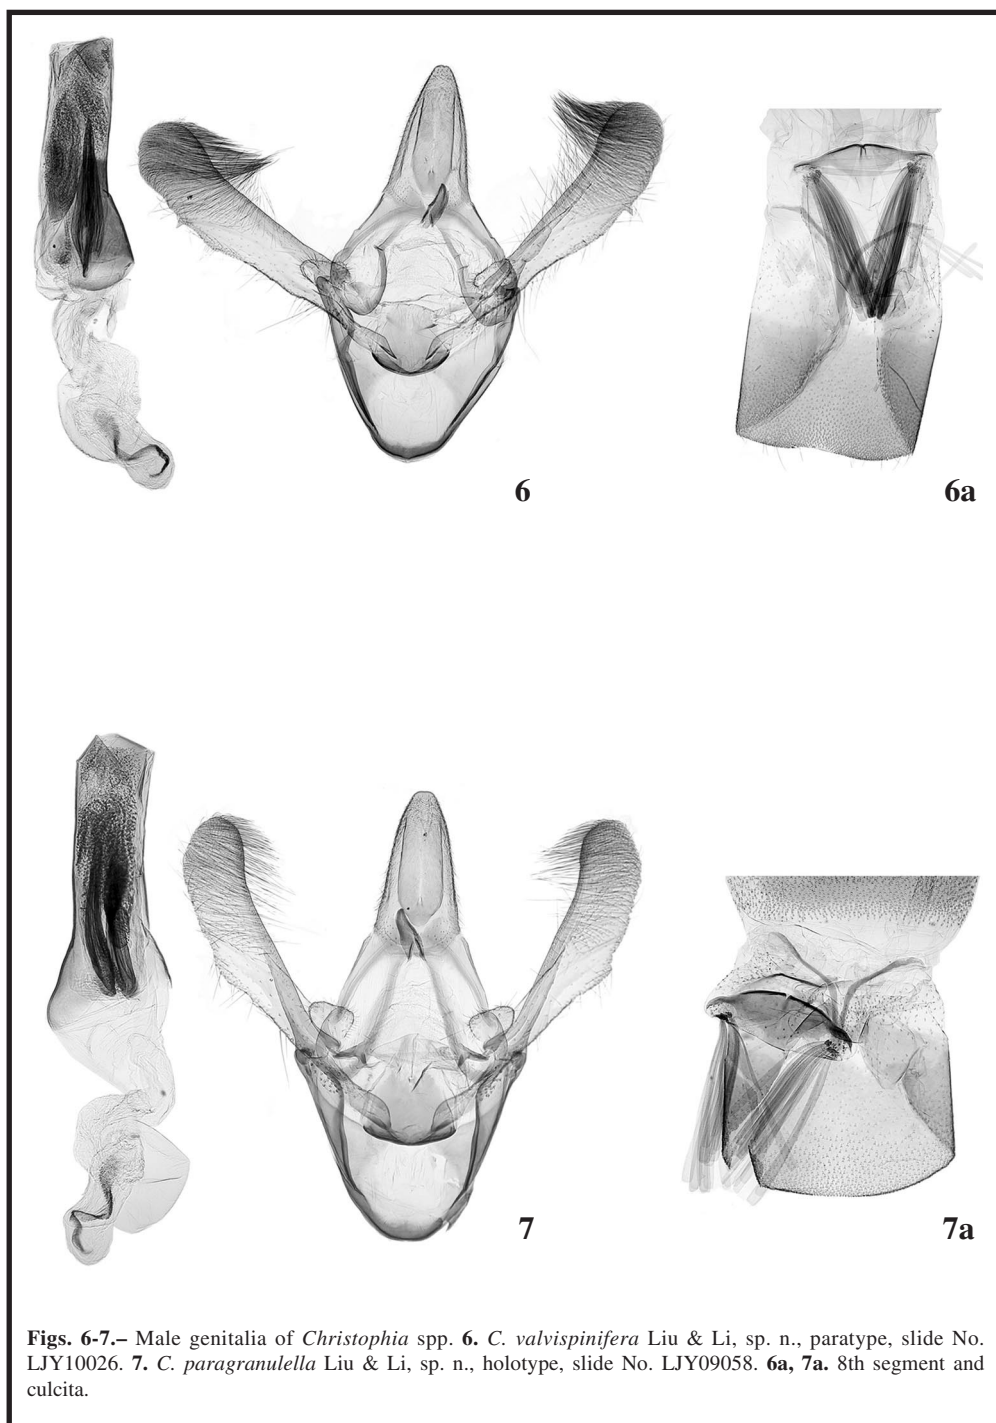 6
6a
7
7a
Figs. 6-7.– Male genitalia of Christophia spp. 6. C. valvispinifera Liu & Li, sp. n., paratype, slide No.
LJY10026. 7. C. paragranulella Liu & Li, sp. n., holotype, slide No. LJY09058. 6a, 7a. 8th segment and
culcita.